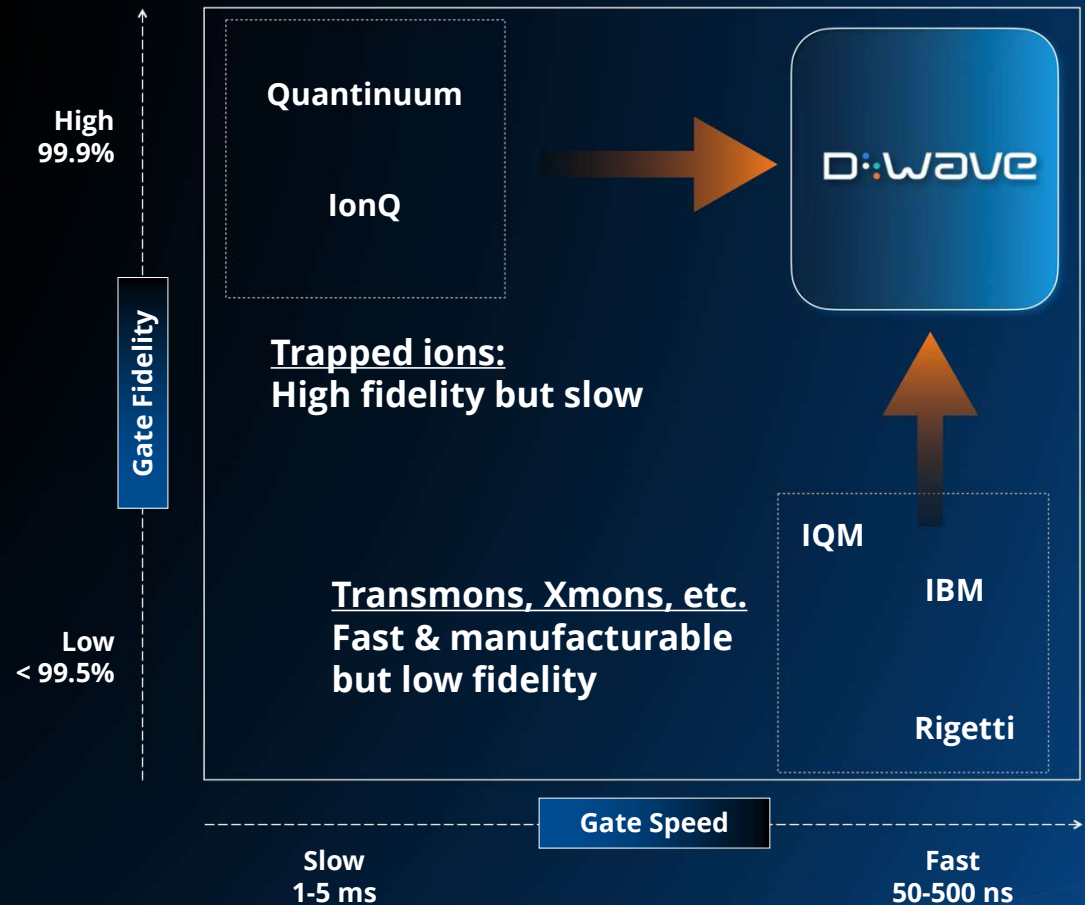 High
99.9%
Gate Fidelity
Low
< 99.5%
Quantinuum
IonQ
D:wave
Trapped ions:
High fidelity but slow
IQM
IBM
Rigetti
Transmons, Xmons, etc.
Fast & manufacturable
but low fidelity
Gate Speed
Slow
1-5 ms
Fast
50-500 ns